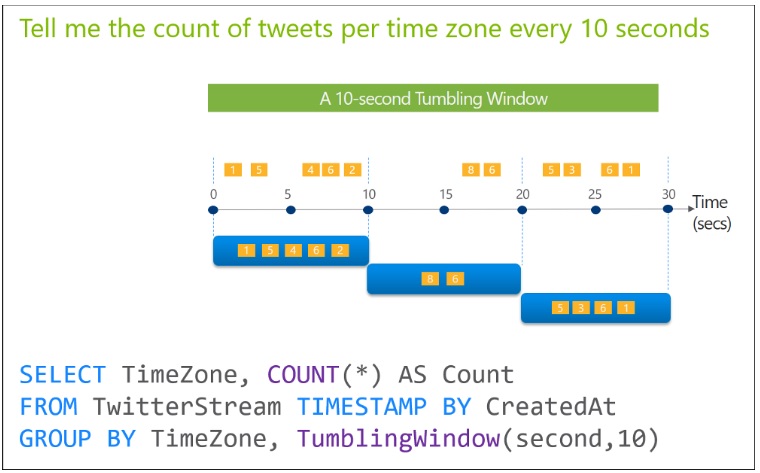 Tell me the count of tweets per time zone every 10 seconds
A 10-second Tumbling Window
1 5 4 6 2 8 6 5 3 6 1
0 5 10 15 20 25 30 Time
(secs)
1 5 4 6 2
8 6
5 3 6 1
SELECT TimeZone, COUNT(*) AS Count
FROM TwitterStream TIMESTAMP BY CreatedAt
GROUP BY TimeZone, TumblingWindow(second,10)